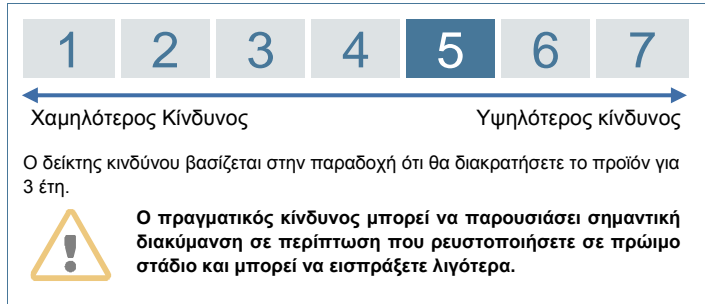 1 2 3 4 5 6 7
Χαμηλότερος Κίνδυνος Υψηλότερος κίνδυνος
Ο δείκτης κινδύνου βασίζεται στην παραδοχή ότι θα διακρατήσετε το προϊόν για
3 έτη.
Ο πραγματικός κίνδυνος μπορεί να παρουσιάσει σημαντική
διακύμανση σε περίπτωση που ρευστοποιήσετε σε πρώιμο
στάδιο και μπορεί να εισπράξετε λιγότερα.